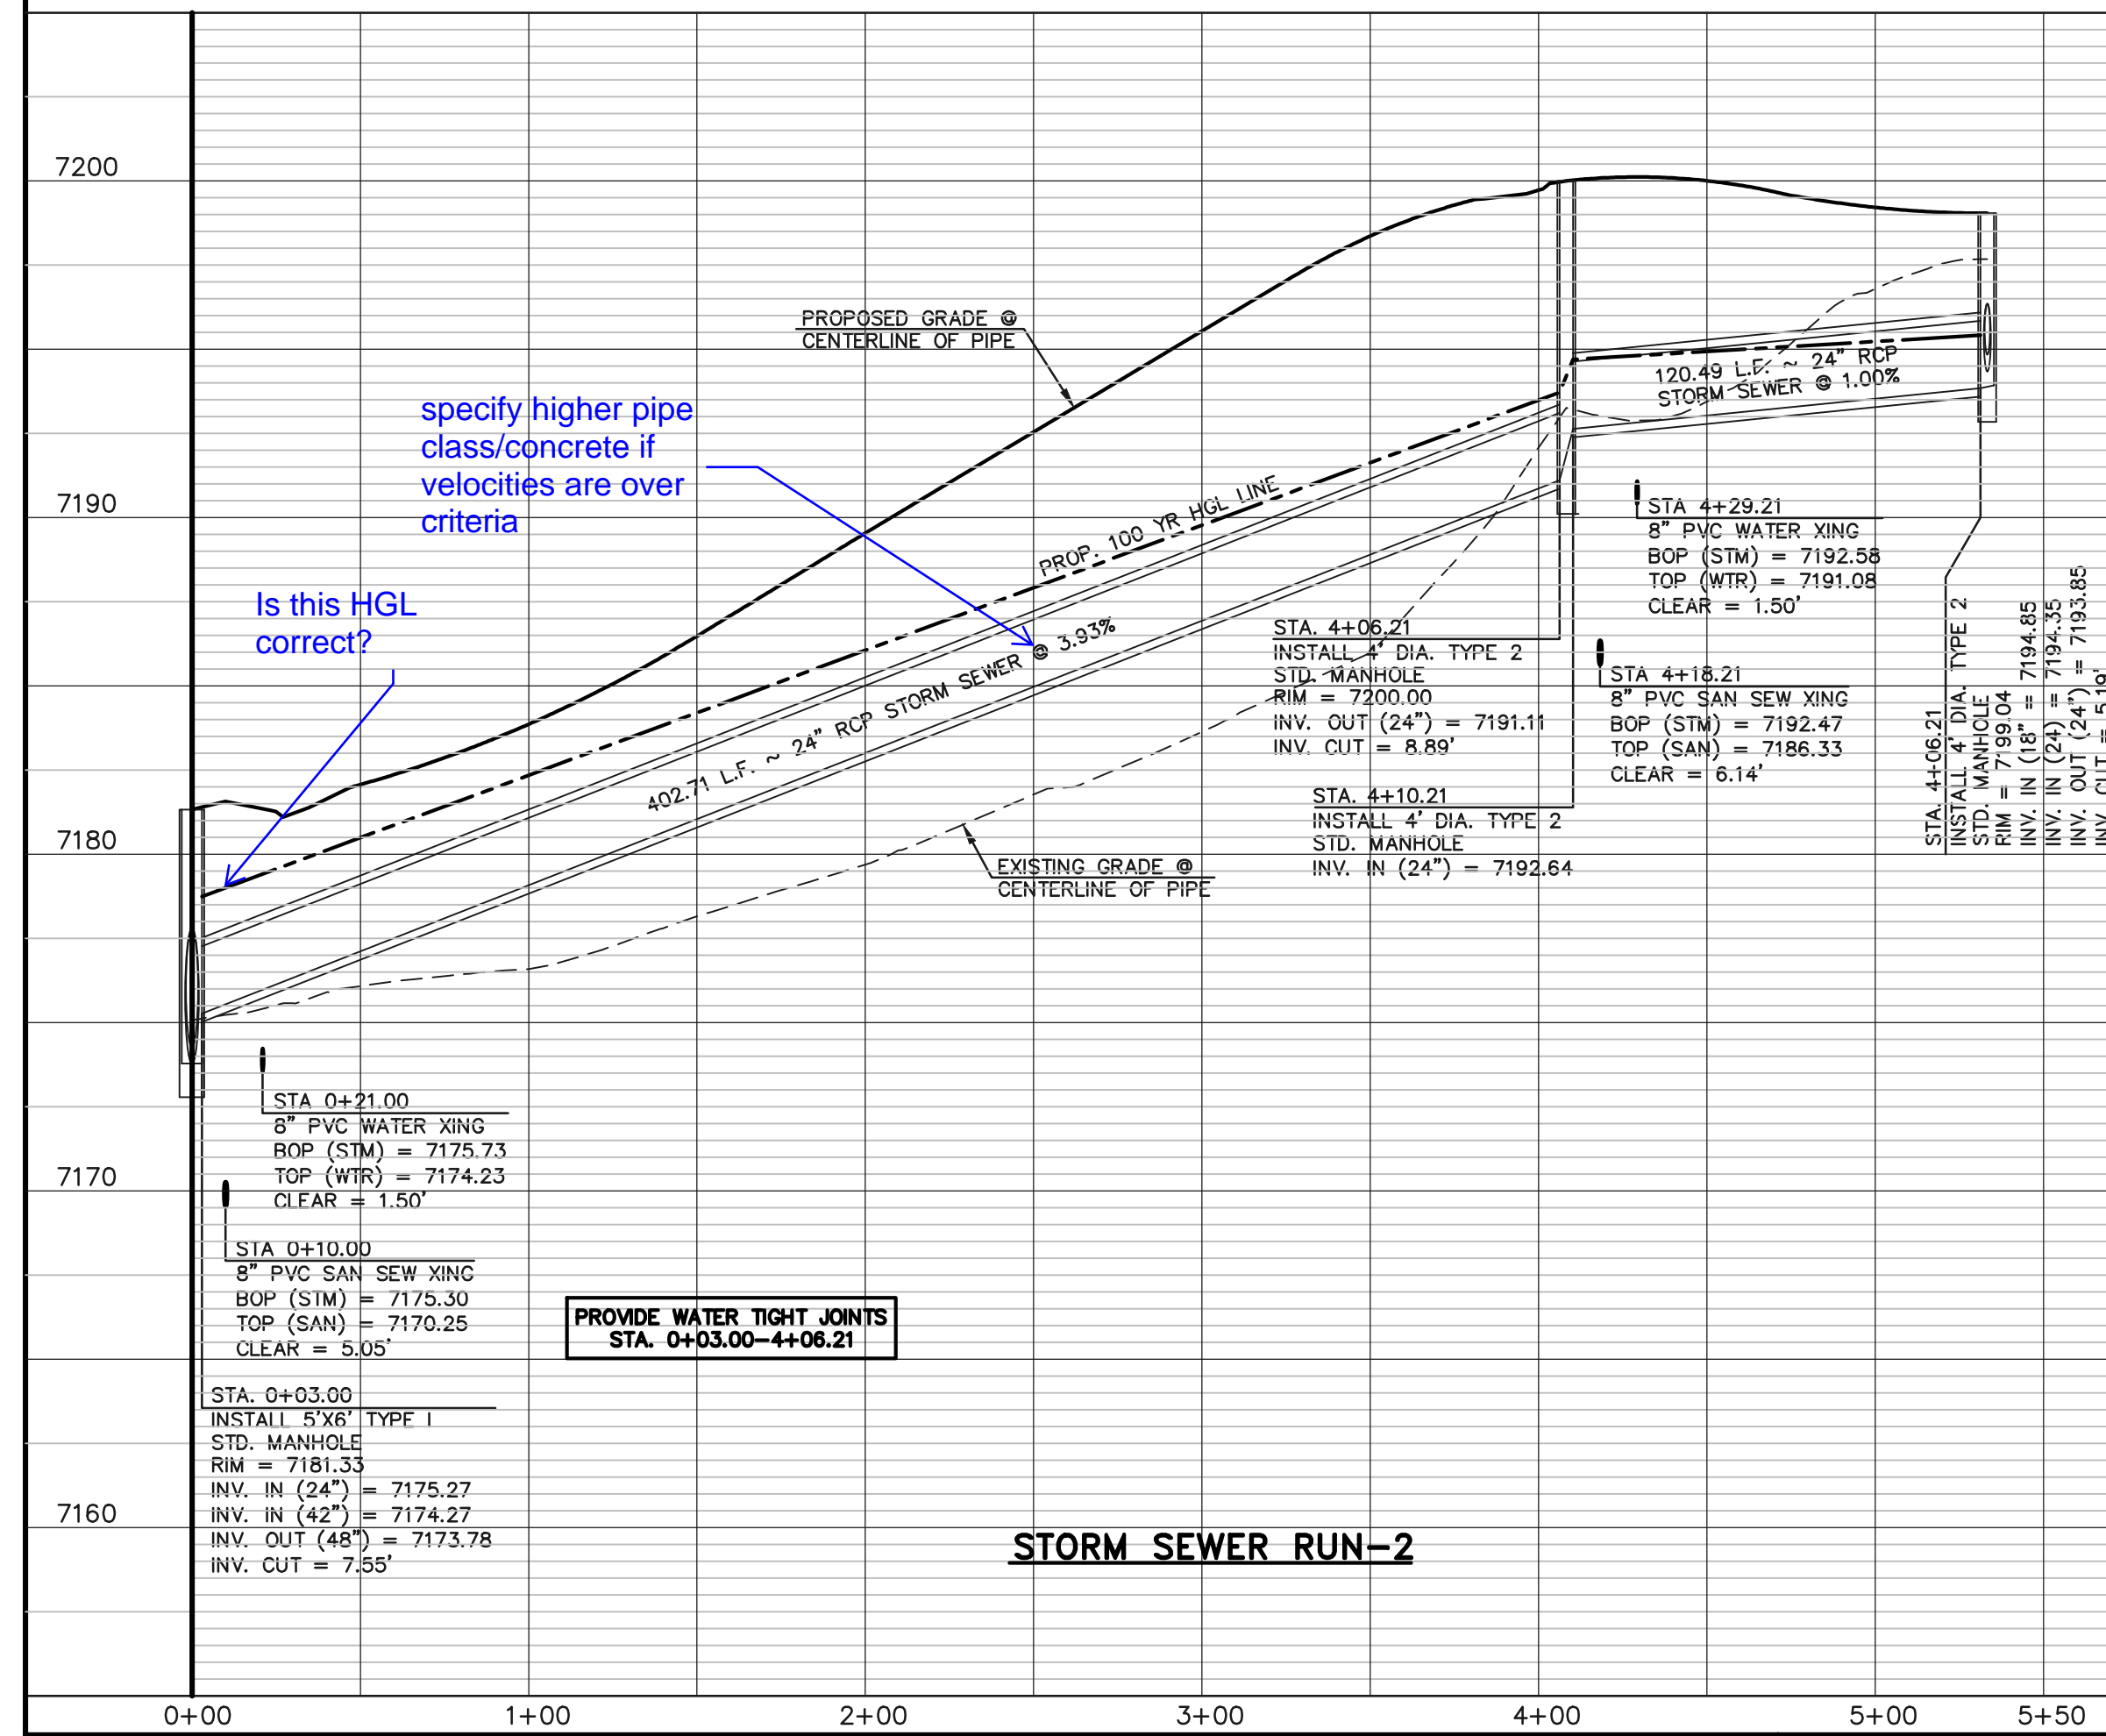 7200
7190
7180
7170
7160
PROPOSED GRADE @
CENTERLINE OF PIPE
specify higher pipe
class/concrete if
velocities are over
criteria
Is this HGL
correct?
PROP. 100 YR HGL LINE
402.71 L.F. ~ 24" RCP STORM SEWER @ 3.93%
120.49 L.F. ~ 24" RCP
STORM SEWER @ 1.00%
EXISTING GRADE @
CENTERLINE OF PIPE
STA. 4+06.21
INSTALL 4' DIA. TYPE 2
STD. MANHOLE
RIM = 7200.00
INV. OUT (24") = 7191.11
INV. CUT = 8.89'
STA. 4+10.21
INSTALL 4' DIA. TYPE 2
STD. MANHOLE
INV. IN (24") = 7192.64
STA 4+29.21
8" PVC WATER XING
BOP (STM) = 7192.58
TOP (WTR) = 7191.08
CLEAR = 1.50'
STA 4+18.21
8" PVC SAN SEW XING
BOP (STM) = 7192.47
TOP (SAN) = 7186.33
CLEAR = 6.14'
STA. 4+06.21
INSTALL 4' DIA. TYPE 2
STD. MANHOLE
RIM = 7199.04
INV. IN (18" = 7194.85
INV. IN (24) = 7194.35
INV. OUT (24") = 7193.85
INV. CUT = 5.19'
STA 0+21.00
8" PVC WATER XING
BOP (STM) = 7175.73
TOP (WTR) = 7174.23
CLEAR = 1.50'
STA 0+10.00
8" PVC SAN SEW XING
BOP (STM) = 7175.30
TOP (SAN) = 7170.25
CLEAR = 5.05'
PROVIDE WATER TIGHT JOINTS
STA. 0+03.00-4+06.21
STA. 0+03.00
INSTALL 5'X6' TYPE I
STD. MANHOLE
RIM = 7181.33
INV. IN (24") = 7175.27
INV. IN (42") = 7174.27
INV. OUT (48") = 7173.78
INV. CUT = 7.55'
STORM SEWER RUN-2
0+00 1+00 2+00 3+00 4+00 5+00 5+50